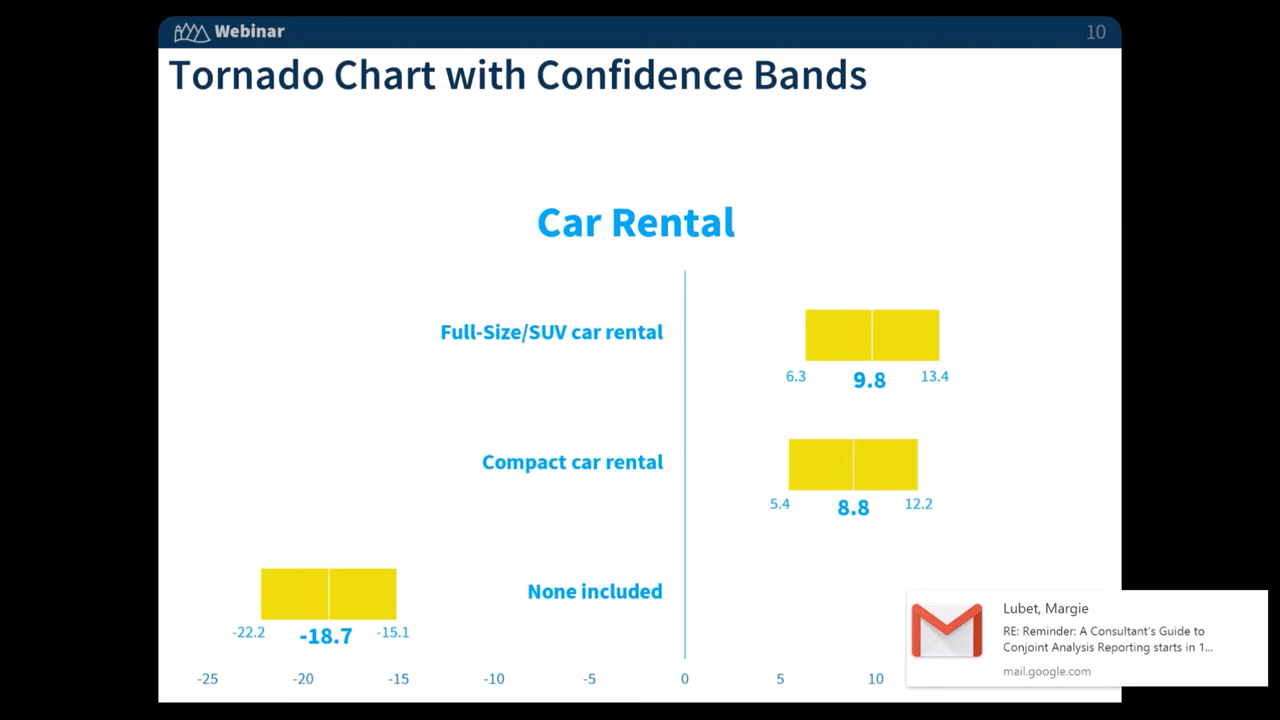 Webinar
10
Tornado Chart with Confidence Bands
Car Rental
Full-Size/SUV car rental
6.3 9.8 13.4
Compact car rental
5.4 8.8 12.2
None included
-22.2 -18.7 -15.1
-25 -20 -15 -10 -5 0 5 10
Lubet, Margie
RE: Reminder: A Consultant's Guide to
Conjoint Analysis Reporting starts in 1...
mail.google.com